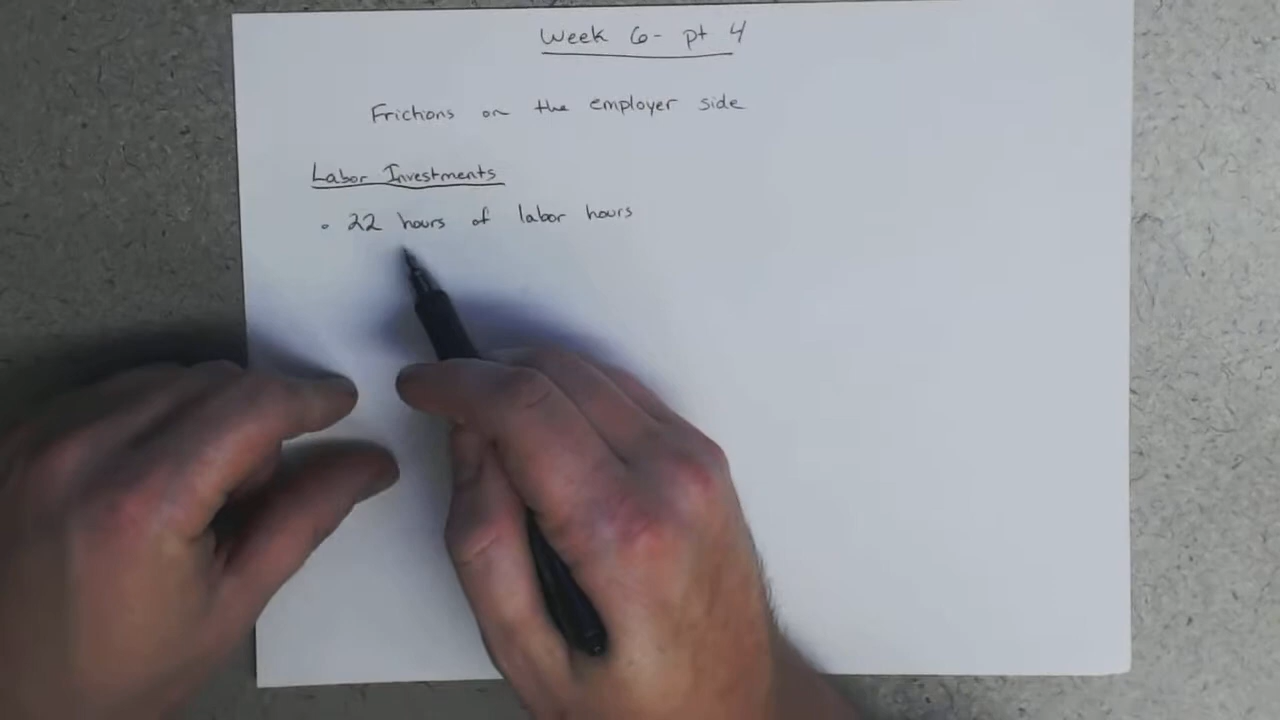 Week 6- pt 4
Frictions on the employer side
Labor Investments
◦ 22 hours of labor hours